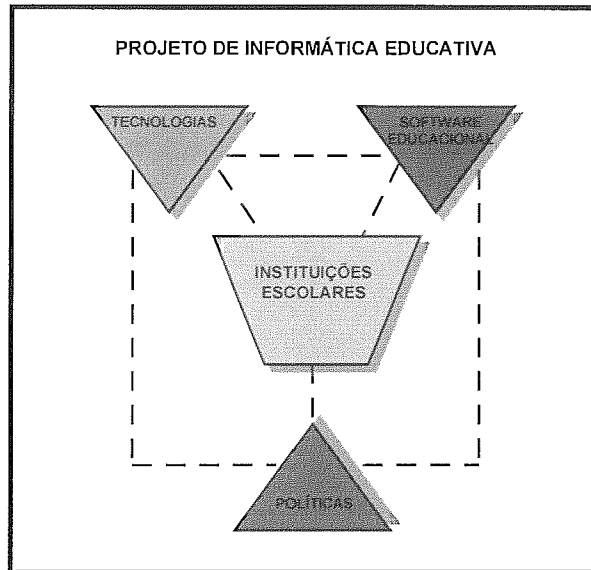 PROJETO DE INFORMÁTICA EDUCATIVA
TECNOLOGIAS
SOFTWARE
EDUCACIONAL
INSTITUIÇÕES
ESCOLARES
POLÍTICAS